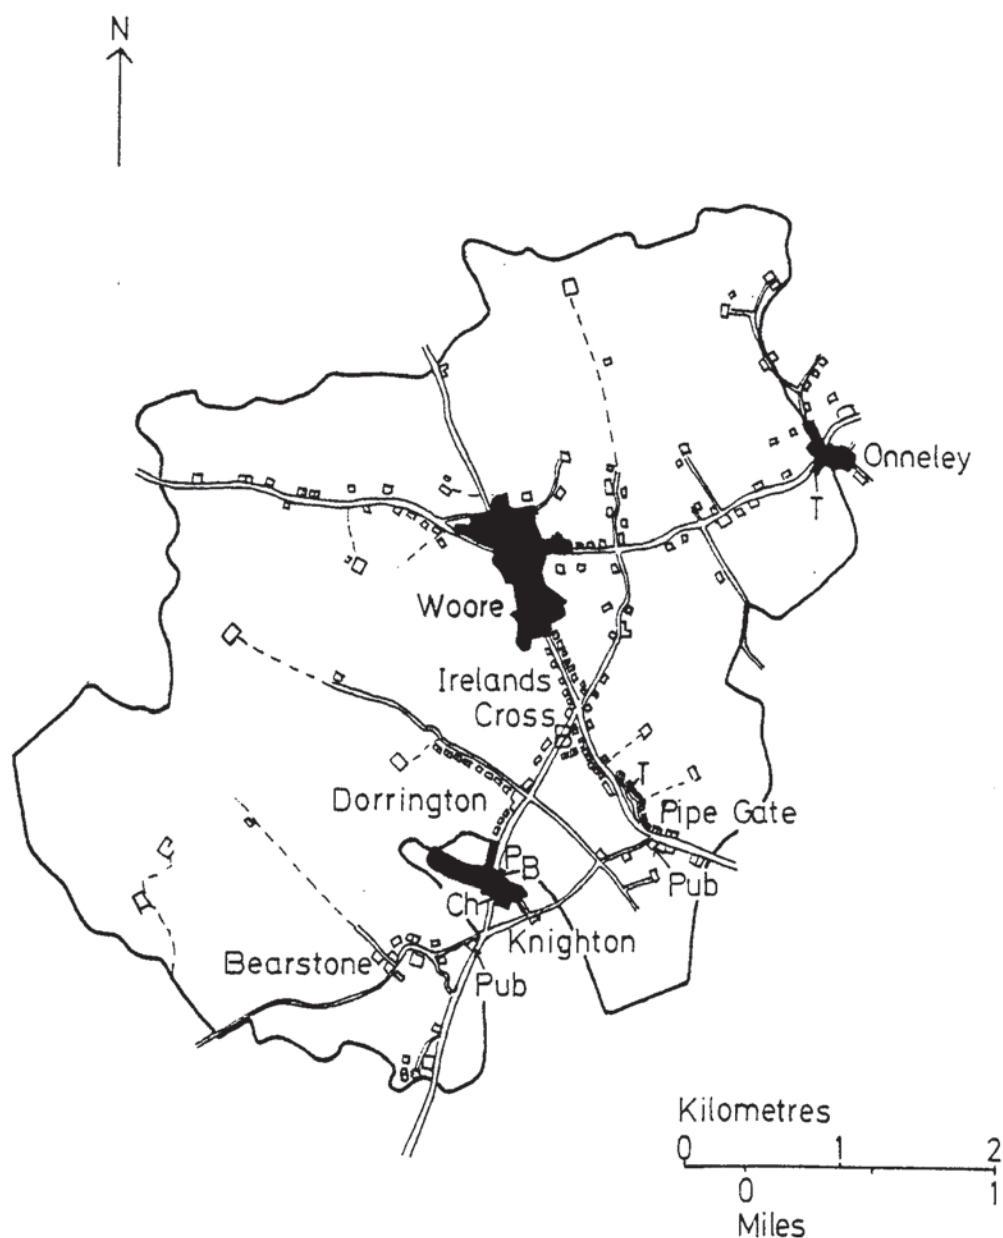 N
Onneley
T
Woore
Irelands
Cross
T
Dorrington
Pipe Gate
P
B
Pub
Ch
Knighton
Bearstone
Pub
Kilometres
0 1 2
0 1
Miles